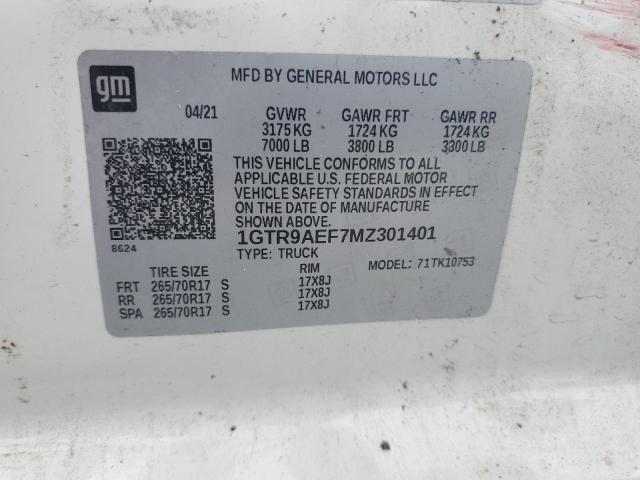 gm
MFD BY GENERAL MOTORS LLC
04/21 GVWR GAWR FRT GAWR RR
3175 KG 1724 KG 1724 KG
7000 LB 3800 LB 3800 LB
THIS VEHICLE CONFORMS TO ALL
APPLICABLE U.S. FEDERAL MOTOR
VEHICLE SAFETY STANDARDS IN EFFECT
ON THE DATE OF MANUFACTURE
SHOWN ABOVE.
1GTR9AEF7MZ301401
8624
TYPE: TRUCK MODEL: 71TK10753
TIRE SIZE RIM
FRT 265/70R17 S 17X8J
RR 265/70R17 S 17X8J
SPA 265/70R17 S 17X8J